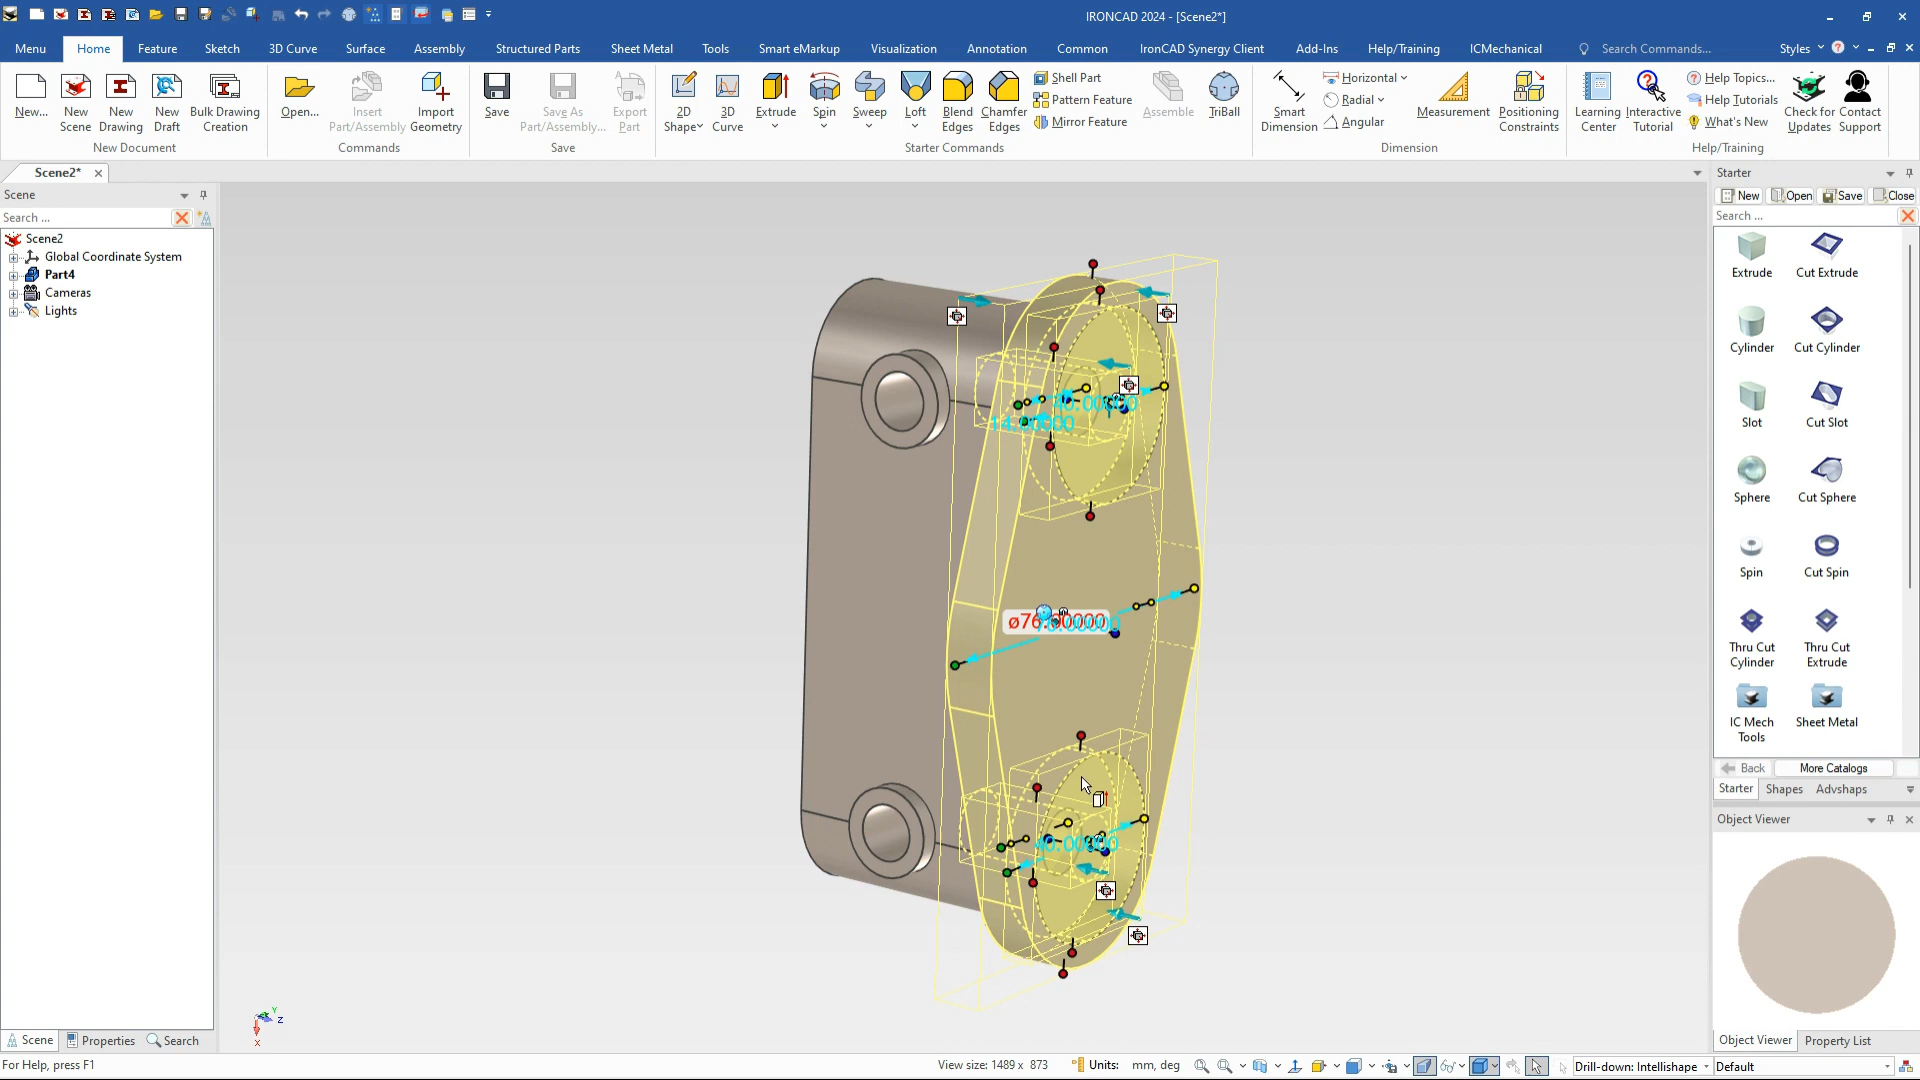 IRONCAD 2024 - [Scene2*]
Menu Home Feature Sketch 3D Curve Surface Assembly Structured Parts Sheet Metal Tools Smart eMarkup Visualization Annotation Common IronCAD Synergy Client Add-Ins Help/Training ICMechanical Search Commands... Styles
New... New Scene New Drawing New Draft Bulk Drawing Creation
New Document
Open... Insert Part/Assembly Import Geometry
Commands
Save Save As Part/Assembly... Export Part
Save
2D Shape 3D Curve Extrude Spin Sweep Loft Blend Edges Chamfer Edges
Shell Part
Pattern Feature
Mirror Feature
Assemble TriBall
Starter Commands
Smart Dimension
Horizontal
Radial
Angular
Measurement Positioning Constraints
Dimension
Learning Center Interactive Tutorial
Help Topics...
Help Tutorials
What's New
Check for Updates Contact Support
Help/Training
Scene2*
Scene
Search ...
Scene2
Global Coordinate System
Part4
Cameras
Lights
40.00000
14.00000
ø76.00000
40.00000
Y
Z
X
Starter
New Open Save Close
Search ...
Extrude Cut Extrude
Cylinder Cut Cylinder
Slot Cut Slot
Sphere Cut Sphere
Spin Cut Spin
Thru Cut Cylinder Thru Cut Extrude
IC Mech Tools Sheet Metal
Back More Catalogs
Starter Shapes Advshaps
Object Viewer
Object Viewer Property List
Scene Properties Search
For Help, press F1
View size: 1489 x 873
Units: mm, deg
Drill-down: Intellishape
Default